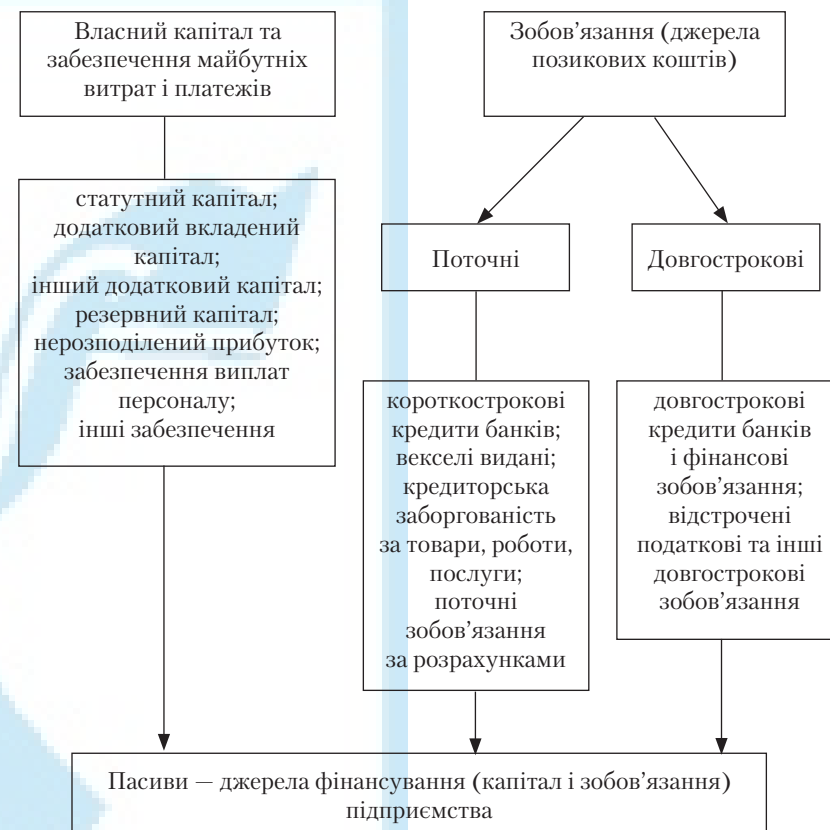 Власний капітал та
забезпечення майбутніх
витрат і платежів
Зобов’язання (джерела
позикових коштів)
статутний капітал;
додатковий вкладений
капітал;
інший додатковий капітал;
резервний капітал;
нерозподілений прибуток;
забезпечення виплат
персоналу;
інші забезпечення
Поточні
Довгострокові
короткострокові
кредити банків;
векселі видані;
кредиторська
заборгованість
за товари, роботи,
послуги;
поточні
зобов’язання
за розрахунками
довгострокові
кредити банків
і фінансові
зобов’язання;
відстрочені
податкові та інші
довгострокові
зобов’язання
Пасиви — джерела фінансування (капітал і зобов’язання)
підприємства